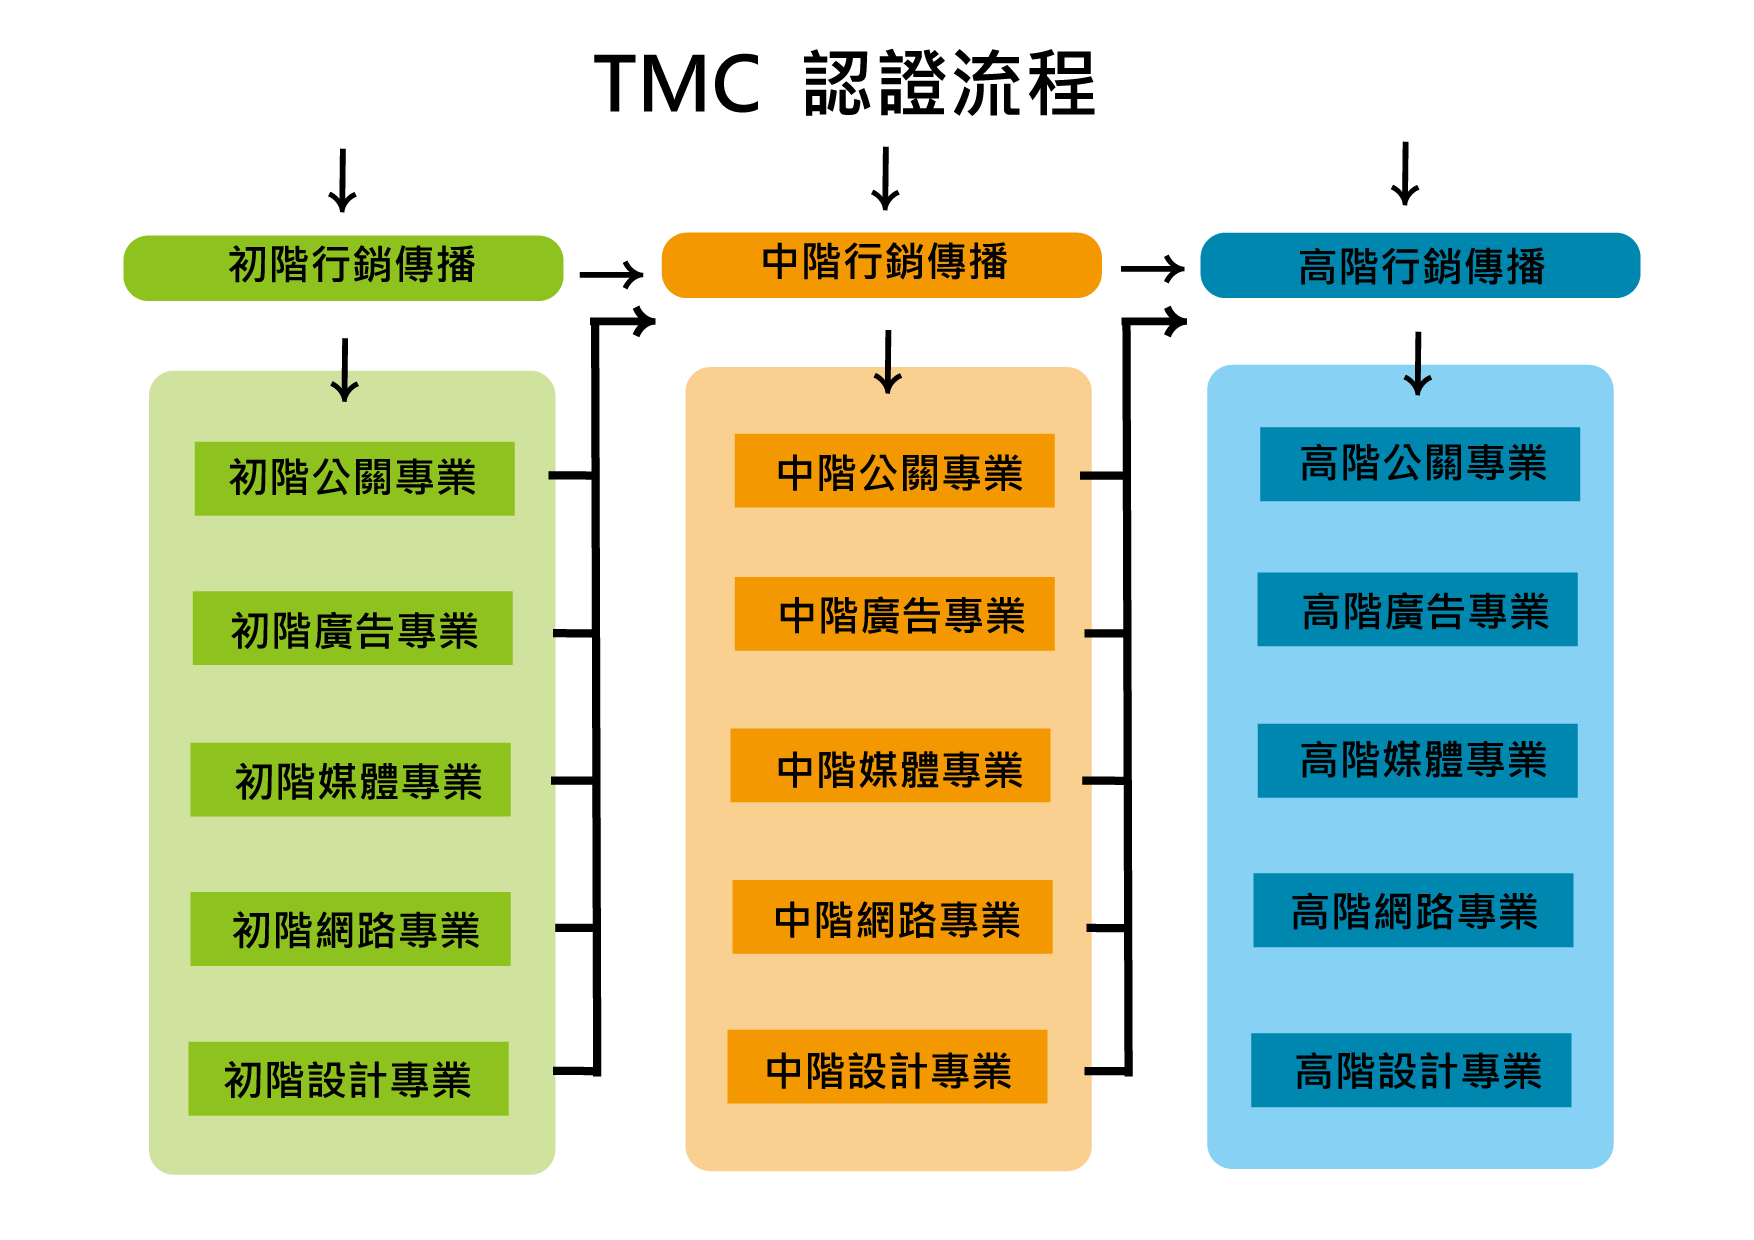 TMC 認證流程
初階行銷傳播
中階行銷傳播
高階行銷傳播
初階公關專業
初階廣告專業
初階媒體專業
初階網路專業
初階設計專業
中階公關專業
中階廣告專業
中階媒體專業
中階網路專業
中階設計專業
高階公關專業
高階廣告專業
高階媒體專業
高階網路專業
高階設計專業